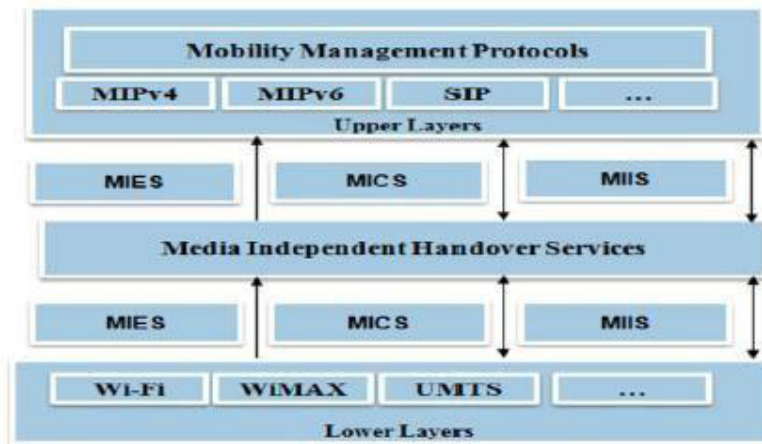 Mobility Management Protocols
MIPv4 MIPv6 SIP ...
Upper Layers
MIES MICS MIIS
Media Independent Handover Services
MIES MICS MIIS
Wi-Fi WiMAX UMTS ...
Lower Layers